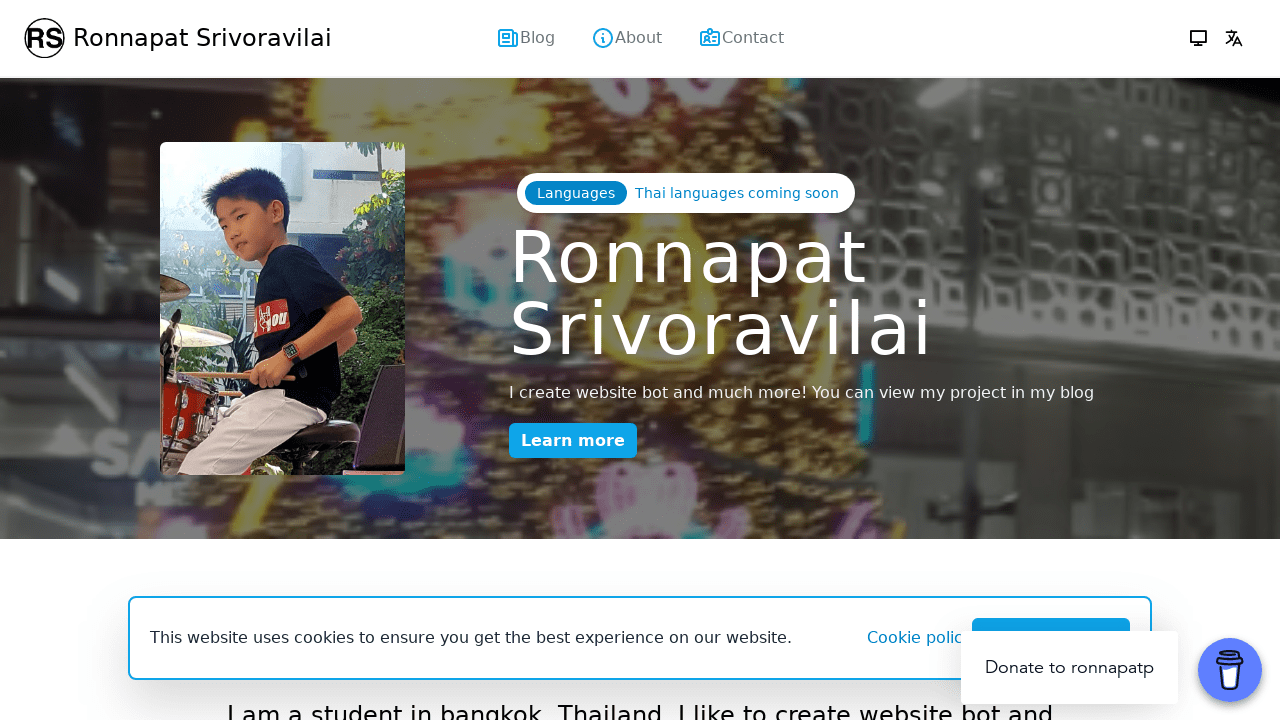 RS Ronnapat Srivoravilai
Blog
About
Contact
Languages Thai languages coming soon
Ronnapat
Srivoravilai
I create website bot and much more! You can view my project in my blog
Learn more
This website uses cookies to ensure you get the best experience on our website.
Cookie polic
Donate to ronnapatp
I am a student in bangkok, Thailand. I like to create website bot and